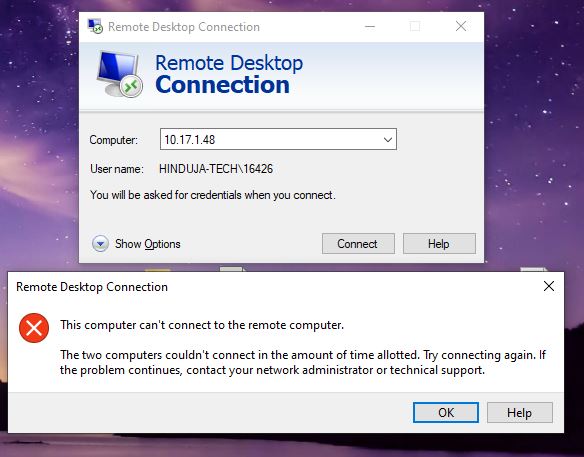 Remote Desktop Connection
Remote Desktop
Connection
Computer: 10.17.1.48
User name: HINDUJA-TECH\16426
You will be asked for credentials when you connect.
Show Options Connect Help
Remote Desktop Connection
This computer can't connect to the remote computer.
The two computers couldn't connect in the amount of time allotted. Try connecting again. If
the problem continues, contact your network administrator or technical support.
OK Help